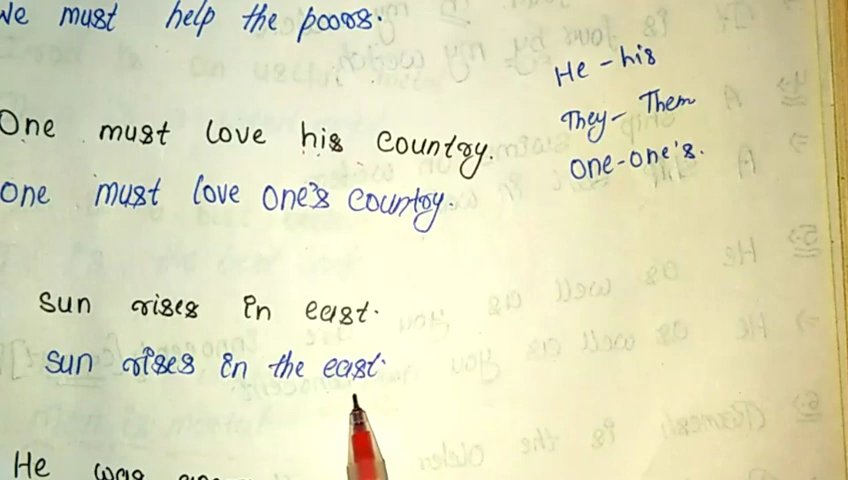 We must help the poors.
He - his
They - Them
One - one's.
One must love his country.
One must love one's country.
Sun rises in east.
Sun rises in the east.
He was